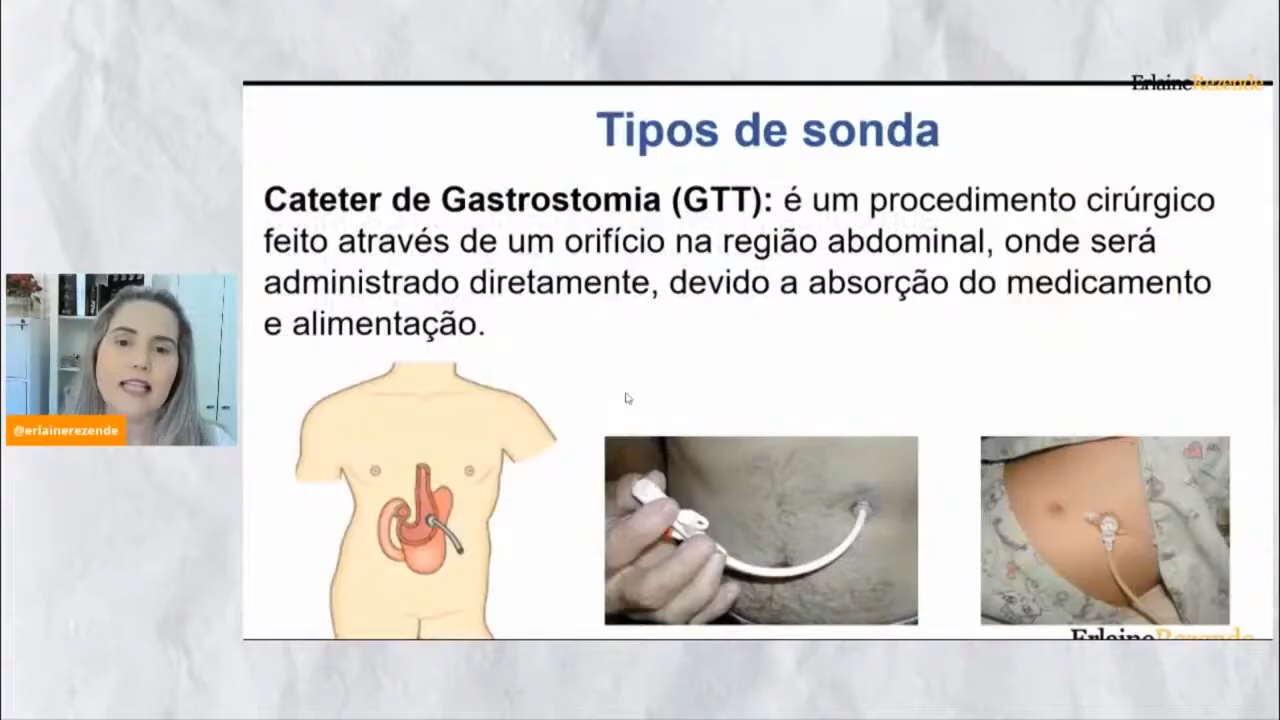 ErlaineRezende
Tipos de sonda
Cateter de Gastrostomia (GTT): é um procedimento cirúrgico
feito através de um orifício na região abdominal, onde será
administrado diretamente, devido a absorção do medicamento
e alimentação.
@erlainerezende
ErlaineRezende